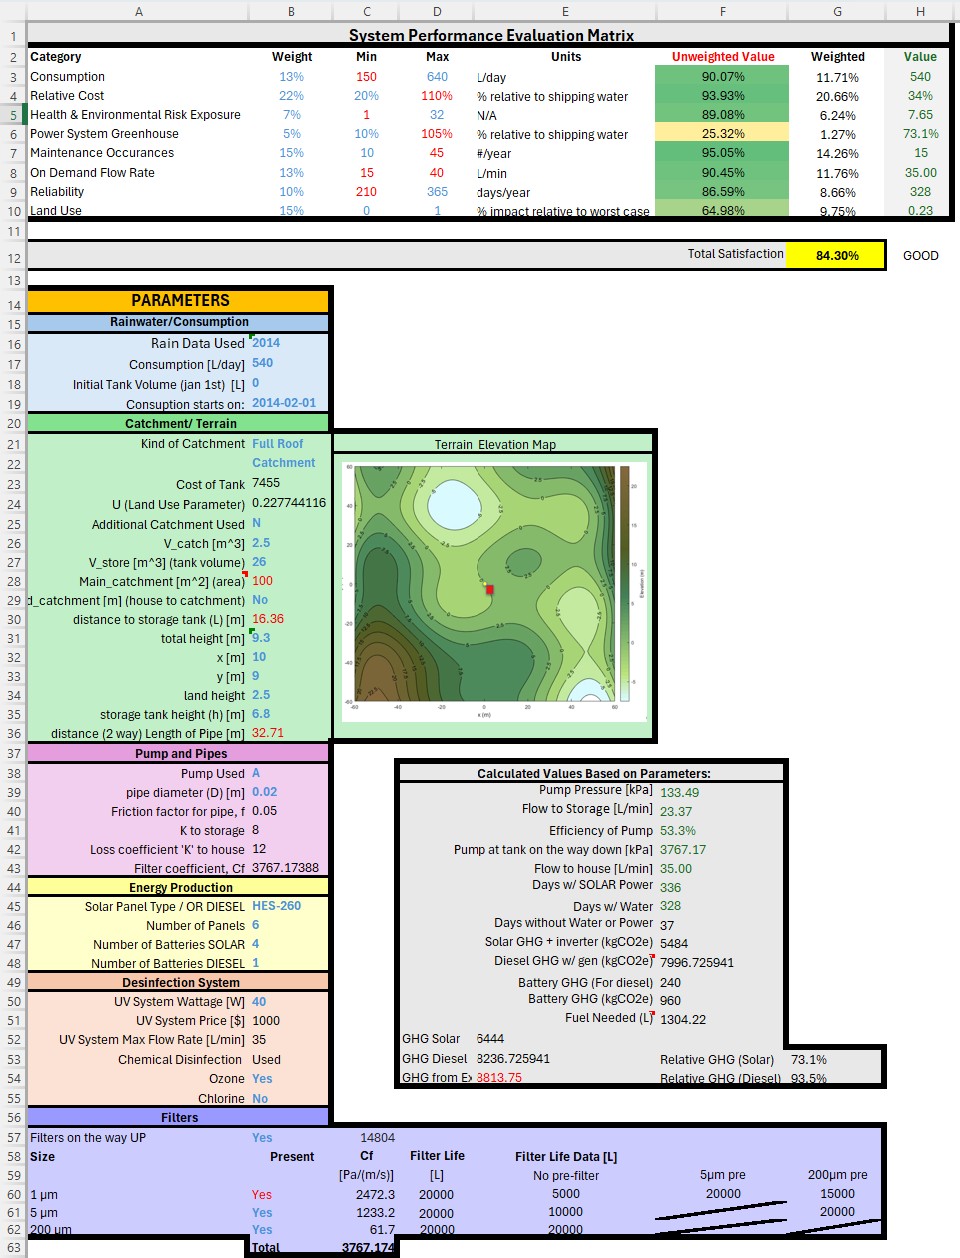 A B C D E F G H
1 System Performance Evaluation Matrix
2 Category Weight Min Max Units Unweighted Value Weighted Value
3 Consumption 13% 150 640 L/day 90.07% 11.71% 540
4 Relative Cost 22% 20% 110% % relative to shipping water 93.93% 20.66% 34%
5 Health & Environmental Risk Exposure 7% 1 32 N/A 89.08% 6.24% 7.65
6 Power System Greenhouse 5% 10% 105% % relative to shipping water 25.32% 1.27% 73.1%
7 Maintenance Occurances 15% 10 45 #/year 95.05% 14.26% 15
8 On Demand Flow Rate 13% 15 40 L/min 90.45% 11.76% 35.00
9 Reliability 10% 210 365 days/year 86.59% 8.66% 328
10 Land Use 15% 0 1 % impact relative to worst case 64.98% 9.75% 0.23
11
12 Total Satisfaction 84.30% GOOD
13
14 PARAMETERS
15 Rainwater/Consumption
16 Rain Data Used 2014
17 Consumption [L/day] 540
18 Initial Tank Volume (jan 1st) [L] 0
19 Consuption starts on: 2014-02-01
20 Catchment/ Terrain
21 Kind of Catchment Full Roof Terrain Elevation Map
22 Catchment
23 Cost of Tank 7455
24 U (Land Use Parameter) 0.227744116
25 Additional Catchment Used N
26 V_catch [m^3] 2.5
27 V_store [m^3] (tank volume) 26
28 Main_catchment [m^2] (area) 100
29 d_catchment [m] (house to catchment) No
30 distance to storage tank (L) [m] 16.36
31 total height [m] 9.3
32 x [m] 10
33 y [m] 9
34 land height 2.5
35 storage tank height (h) [m] 6.8
36 distance (2 way) Length of Pipe [m] 32.71
x (m)
Elevation (m)
37 Pump and Pipes
38 Pump Used A Calculated Values Based on Parameters:
39 pipe diameter (D) [m] 0.02 Pump Pressure [kPa] 133.49
40 Friction factor for pipe, f 0.05 Flow to Storage [L/min] 23.37
41 K to storage 8 Efficiency of Pump 53.3%
42 Loss coefficient 'K' to house 12 Pump at tank on the way down [kPa] 3767.17
43 Filter coefficient, Cf 3767.17388 Flow to house [L/min] 35.00
44 Energy Production Days w/ SOLAR Power 336
45 Solar Panel Type / OR DIESEL HES-260 Days w/ Water 328
46 Number of Panels 6 Days without Water or Power 37
47 Number of Batteries SOLAR 4 Solar GHG + inverter (kgCO2e) 5484
48 Number of Batteries DIESEL 1 Diesel GHG w/ gen (kgCO2e) 7996.725941
49 Desinfection System Battery GHG (For diesel) 240
50 UV System Wattage [W] 40 Battery GHG (kgCO2e) 960
51 UV System Price [$] 1000 Fuel Needed (L) 1304.22
52 UV System Max Flow Rate [L/min] 35 GHG Solar 6444
53 Chemical Disinfection Used GHG Diesel 8236.725941 Relative GHG (Solar) 73.1%
54 Ozone Yes GHG from Ex 8813.75 Relative GHG (Diesel) 93.5%
55 Chlorine No
56 Filters
57 Filters on the way UP Yes 14804
58 Size Present Cf Filter Life Filter Life Data [L]
59 [Pa/(m/s)] [L] No pre-filter 5µm pre 200µm pre
60 1 µm Yes 2472.3 20000 5000 20000 15000
61 5 µm Yes 1233.2 20000 10000 20000
62 200 µm Yes 61.7 20000 20000
63 Total 3767.174